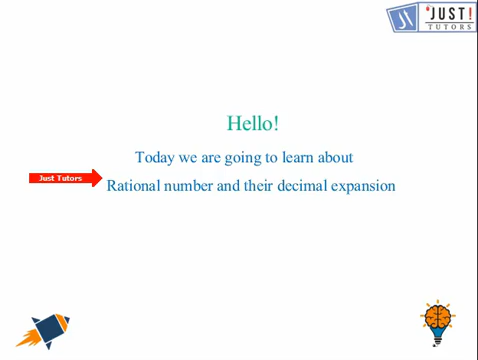 'JUST!
TUTORS
Hello!
Today we are going to learn about
Just Tutors
Rational number and their decimal expansion